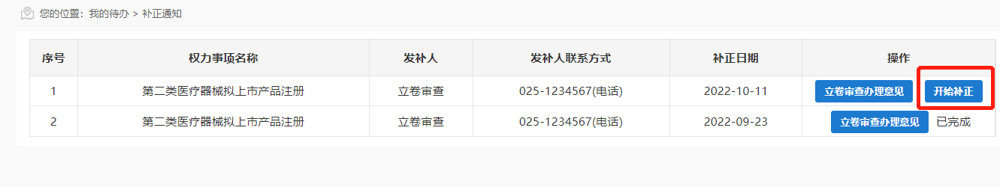 您的位置：我的待办 > 补正通知
序号 权力事项名称 发补人 发补人联系方式 补正日期 操作
1 第二类医疗器械拟上市产品注册 立卷审查 025-1234567(电话) 2022-10-11 立卷审查办理意见 开始补正
2 第二类医疗器械拟上市产品注册 立卷审查 025-1234567(电话) 2022-09-23 立卷审查办理意见 已完成